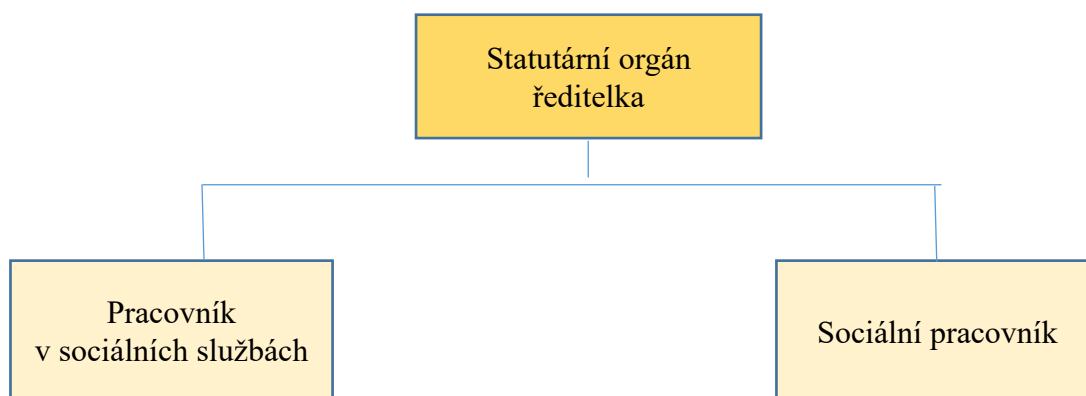 Statutární orgán
ředitelka
Pracovník
v sociálních službách
Sociální pracovník